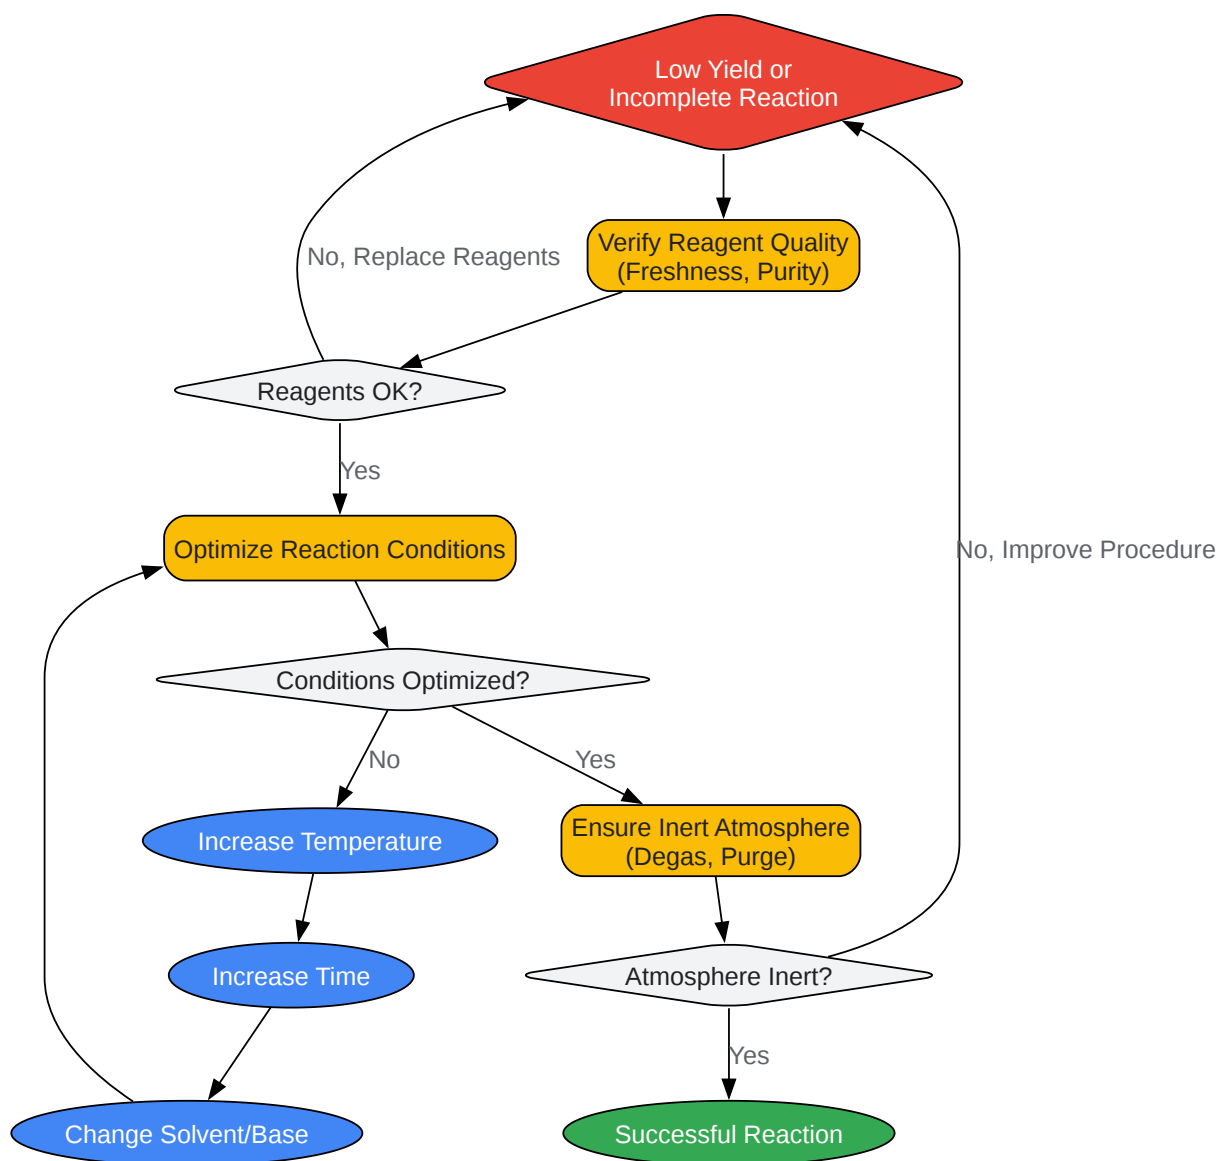 Low Yield or
Incomplete Reaction
Verify Reagent Quality
(Freshness, Purity)
No, Replace Reagents
Reagents OK?
Yes
Optimize Reaction Conditions
No, Improve Procedure
Conditions Optimized?
No
Yes
Increase Temperature
Ensure Inert Atmosphere
(Degas, Purge)
Increase Time
Atmosphere Inert?
Yes
Change Solvent/Base
Successful Reaction